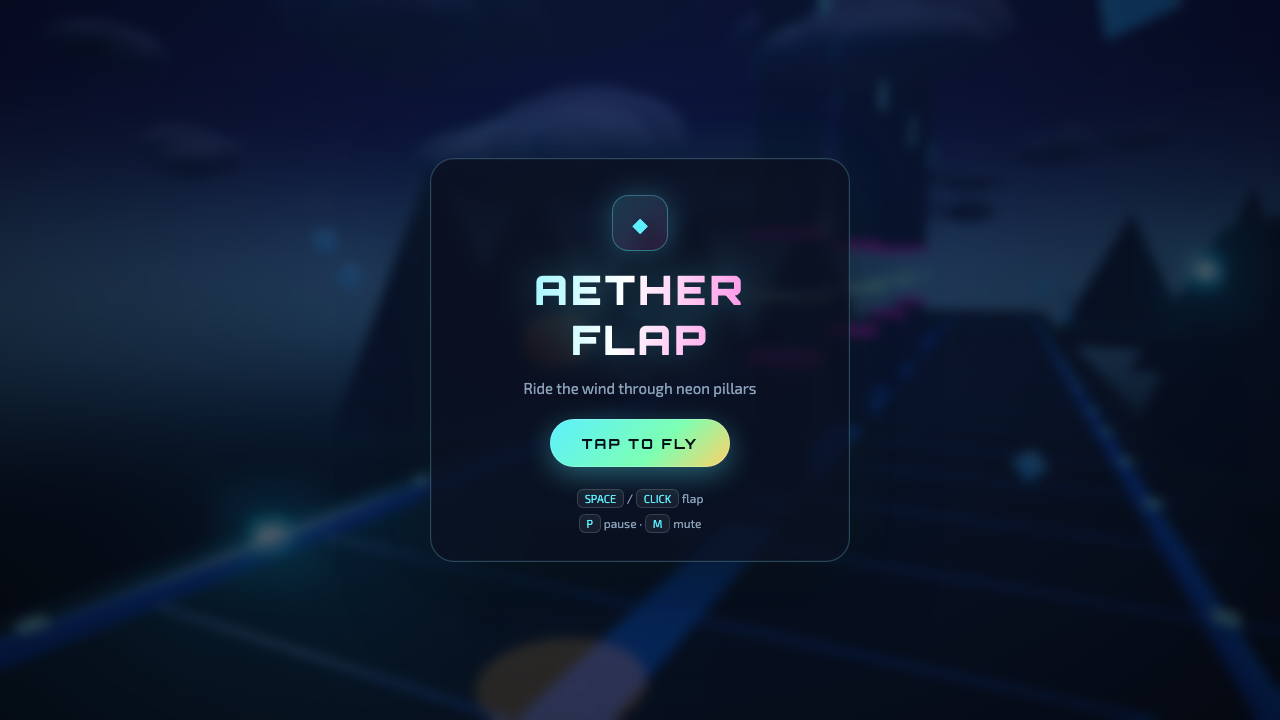 AETHER
FLAP
Ride the wind through neon pillars
TAP TO FLY
SPACE / CLICK flap
P pause · M mute